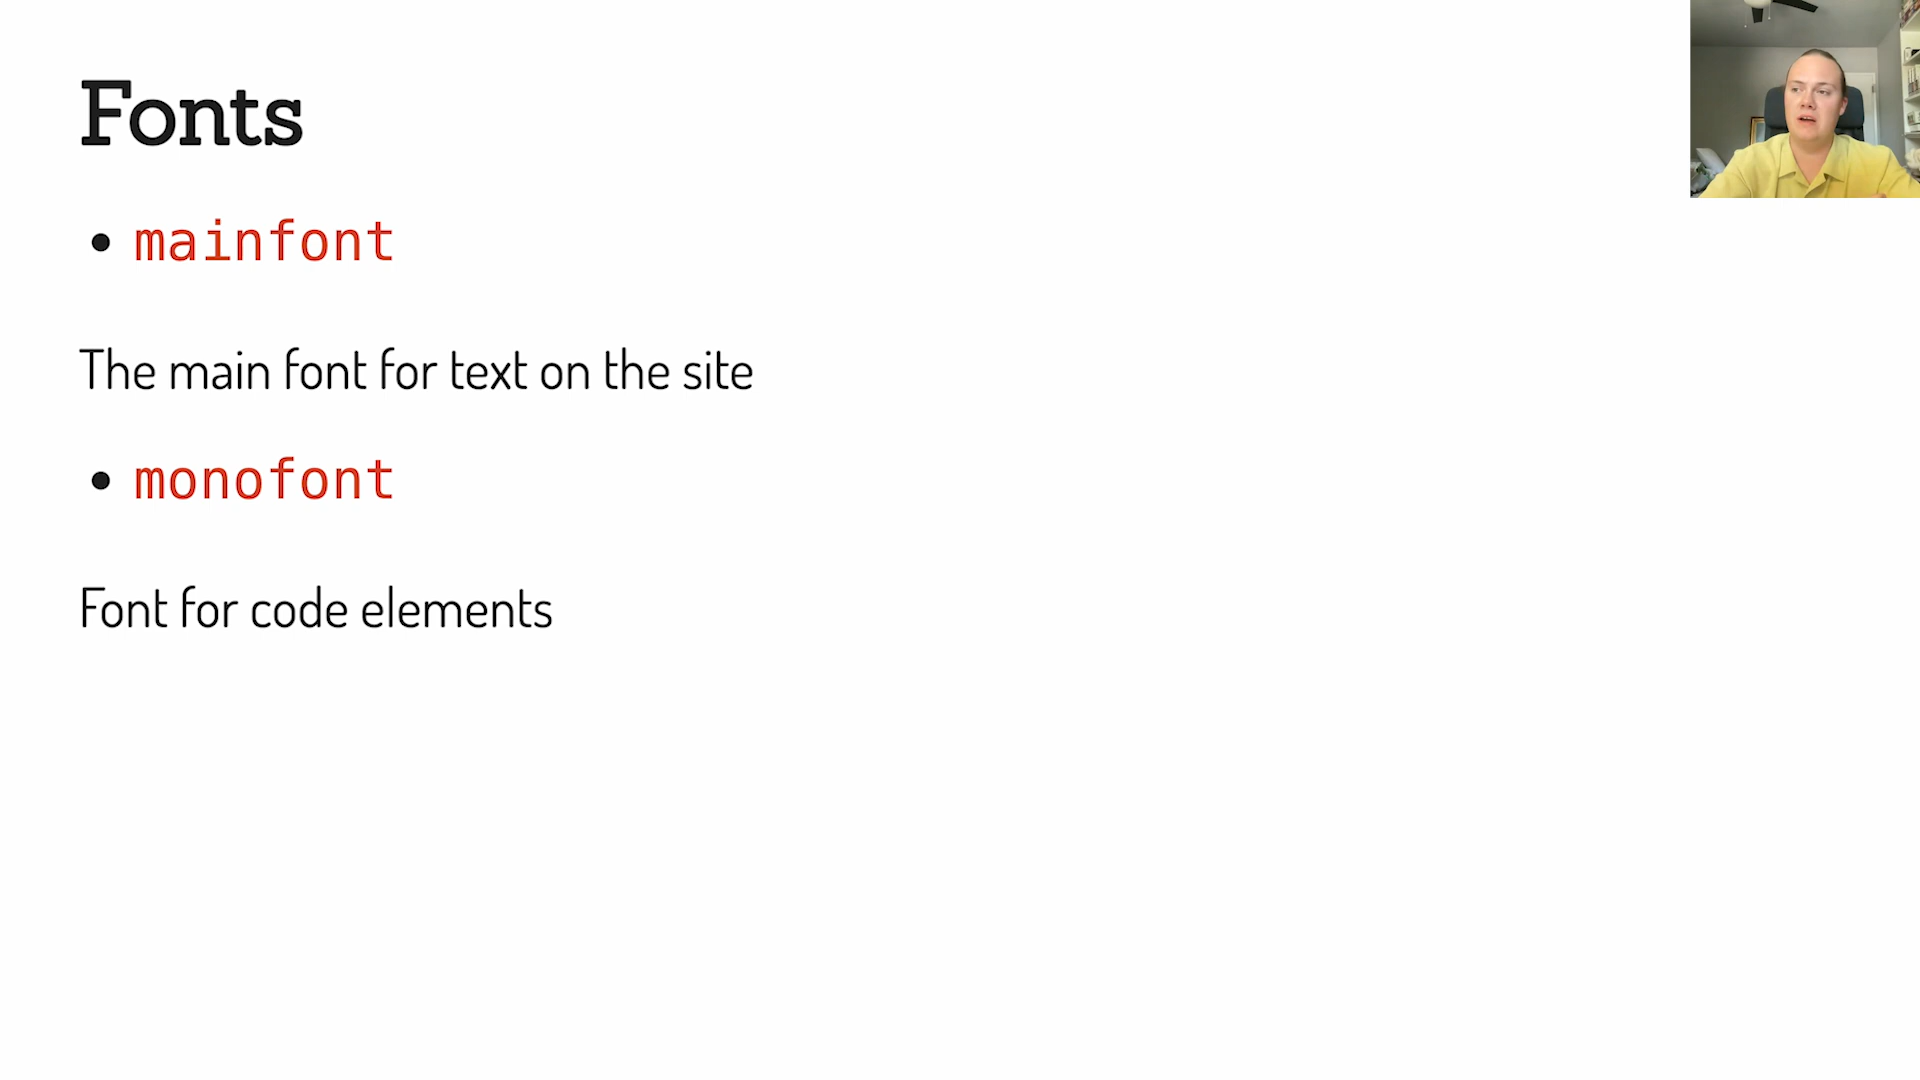 Fonts
• mainfont
The main font for text on the site
• monofont
Font for code elements